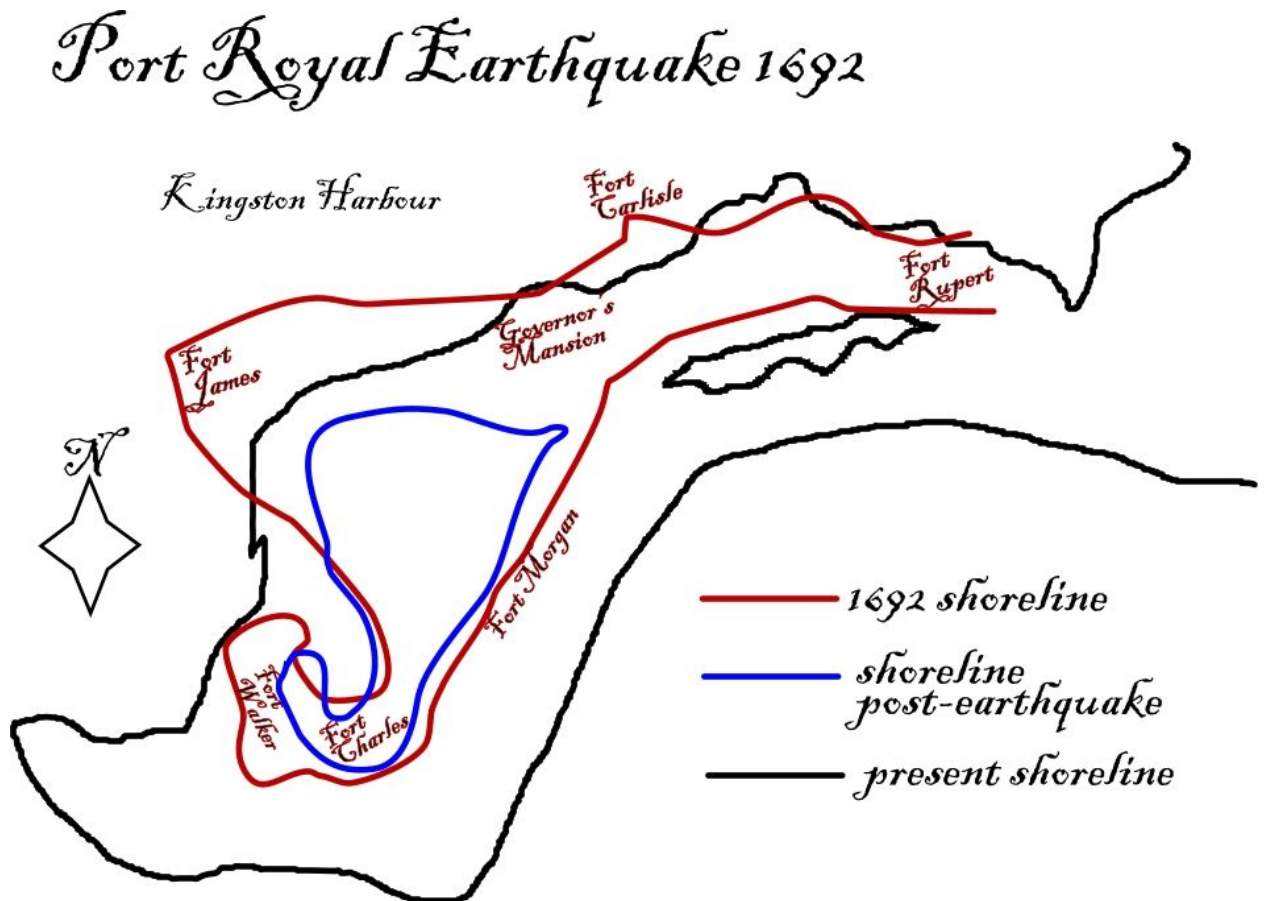 Port Royal Earthquake 1692
Kingston Harbour
Fort
Carlisle
Fort
Rupert
Governor's
Mansion
Fort
James
N
Fort Morgan
1692 shoreline
shoreline
post-earthquake
present shoreline
Fort
Walker
Fort
Charles